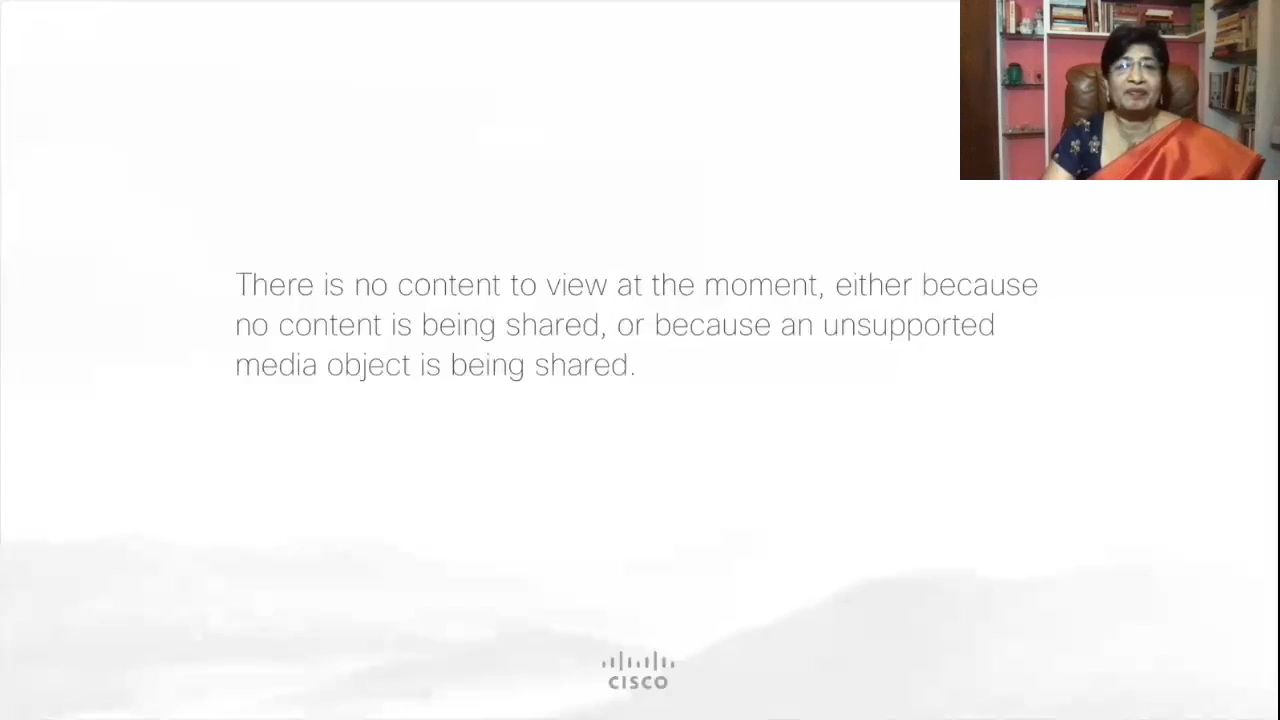 There is no content to view at the moment, either because
no content is being shared, or because an unsupported
media object is being shared.
CISCO